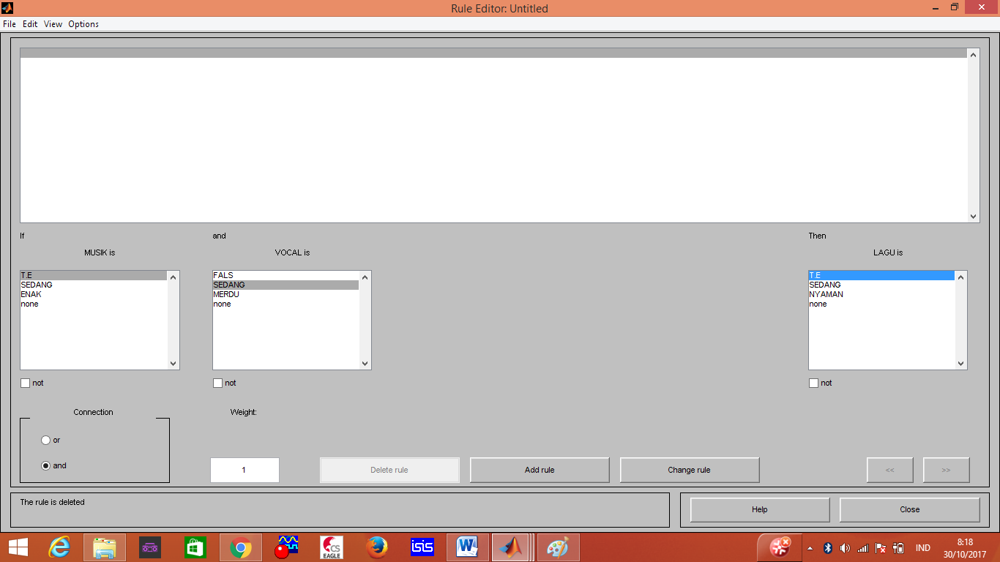 Rule Editor: Untitled
File Edit View Options
If
and
Then
MUSIK is
VOCAL is
LAGU is
T.E
SEDANG
ENAK
none
FALS
SEDANG
MERDU
none
T.E
SEDANG
NYAMAN
none
not
not
not
Connection
or
and
Weight:
1
Delete rule
Add rule
Change rule
<<
>>
The rule is deleted
Help
Close
CS
EAGLE
isis
W
IND
8:18
30/10/2017